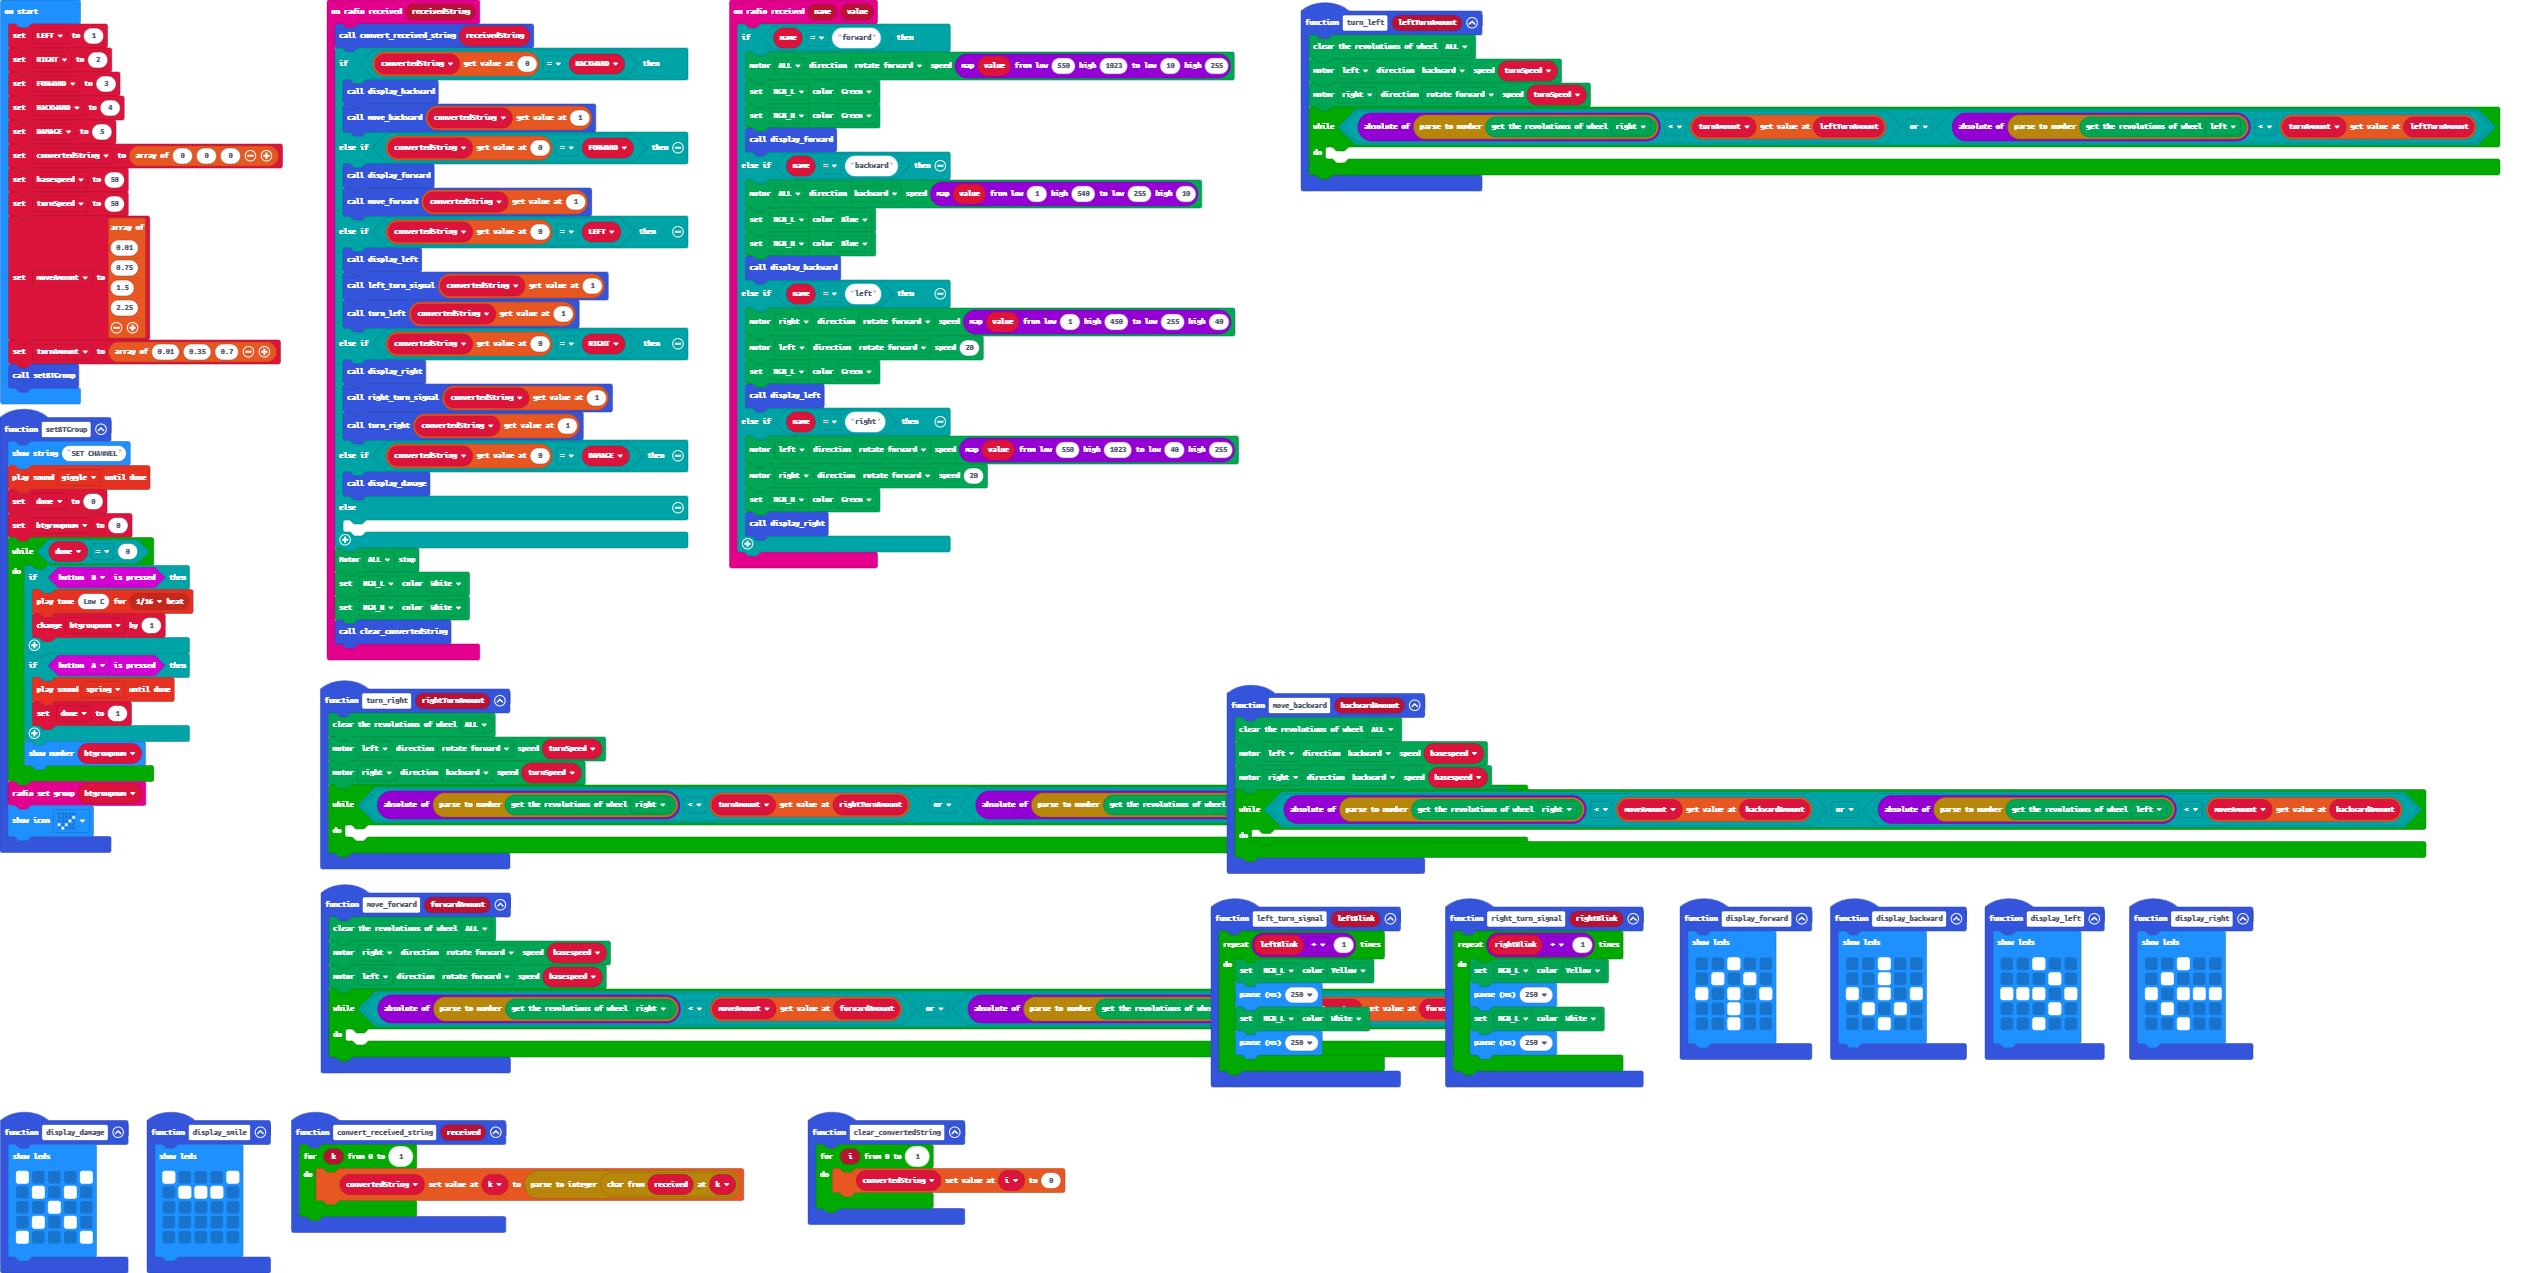 on start
set LEFT to 1
set RIGHT to 2
set FORWARD to 3
set BACKWARD to 4
set DAMAGE to 5
set convertedString to array of 0 0 0
set basespeed to 50
set turnSpeed to 50
set moveAmount to array of 0.01 0.75 1.5 2.25
set turnAmount to array of 0.01 0.35 0.7
call setBTGroup
function setBTGroup
show string "SET CHANNEL"
play sound giggle until done
set done to 0
set btgroupnum to 0
while done = 0
do if button B is pressed then
play tone Low C for 1/16 beat
change btgroupnum by 1
if button A is pressed then
play sound spring until done
set done to 1
show number btgroupnum
radio set group btgroupnum
show icon
on radio received receivedString
call convert_received_string receivedString
if convertedString get value at 0 = BACKWARD then
call display_backward
call move_backward convertedString get value at 1
else if convertedString get value at 0 = FORWARD then
call display_forward
call move_forward convertedString get value at 1
else if convertedString get value at 0 = LEFT then
call display_left
call left_turn_signal convertedString get value at 1
call turn_left convertedString get value at 1
else if convertedString get value at 0 = RIGHT then
call display_right
call right_turn_signal convertedString get value at 1
call turn_right convertedString get value at 1
else if convertedString get value at 0 = DAMAGE then
call display_damage
else
Motor ALL stop
set RGB_L color White
set RGB_R color White
call clear_convertedString
on radio received name value
if name = "forward" then
motor ALL direction rotate forward speed map value from low 550 high 1023 to low 10 high 255
set RGB_L color Green
set RGB_R color Green
call display_forward
else if name = "backward" then
motor ALL direction backward speed map value from low 1 high 540 to low 255 high 10
set RGB_L color Blue
set RGB_R color Blue
call display_backward
else if name = "left" then
motor right direction rotate forward speed map value from low 1 high 450 to low 255 high 40
motor left direction rotate forward speed 20
set RGB_L color Green
call display_left
else if name = "right" then
motor left direction rotate forward speed map value from low 550 high 1023 to low 40 high 255
motor right direction rotate forward speed 20
set RGB_R color Green
call display_right
function turn_left leftTurnAmount
clear the revolutions of wheel ALL
motor left direction backward speed turnSpeed
motor right direction rotate forward speed turnSpeed
while absolute of parse to number get the revolutions of wheel right < turnAmount get value at leftTurnAmount or absolute of parse to number get the revolutions of wheel left < turnAmount get value at leftTurnAmount
do
function turn_right rightTurnAmount
clear the revolutions of wheel ALL
motor left direction rotate forward speed turnSpeed
motor right direction backward speed turnSpeed
while absolute of parse to number get the revolutions of wheel right < turnAmount get value at rightTurnAmount or absolute of parse to number get the revolutions of wheel
do
function move_backward backwardAmount
clear the revolutions of wheel ALL
motor left direction backward speed basespeed
motor right direction backward speed basespeed
while absolute of parse to number get the revolutions of wheel right < moveAmount get value at backwardAmount or absolute of parse to number get the revolutions of wheel left < moveAmount get value at backwardAmount
do
function move_forward forwardAmount
clear the revolutions of wheel ALL
motor right direction rotate forward speed basespeed
motor left direction rotate forward speed basespeed
while absolute of parse to number get the revolutions of wheel right < moveAmount get value at forwardAmount or absolute of parse to number get the revolutions of whe et value at forwa
do
function left_turn_signal leftBlink
repeat leftBlink + 1 times
do set RGB_L color Yellow
pause (ms) 250
set RGB_L color White
pause (ms) 250
function right_turn_signal rightBlink
repeat rightBlink + 1 times
do set RGB_L color Yellow
pause (ms) 250
set RGB_L color White
pause (ms) 250
function display_forward
show leds
function display_backward
show leds
function display_left
show leds
function display_right
show leds
function display_damage
show leds
function display_smile
show leds
function convert_received_string received
for k from 0 to 1
do convertedString set value at k to parse to integer char from received at k
function clear_convertedString
for i from 0 to 1
do convertedString set value at i to 0